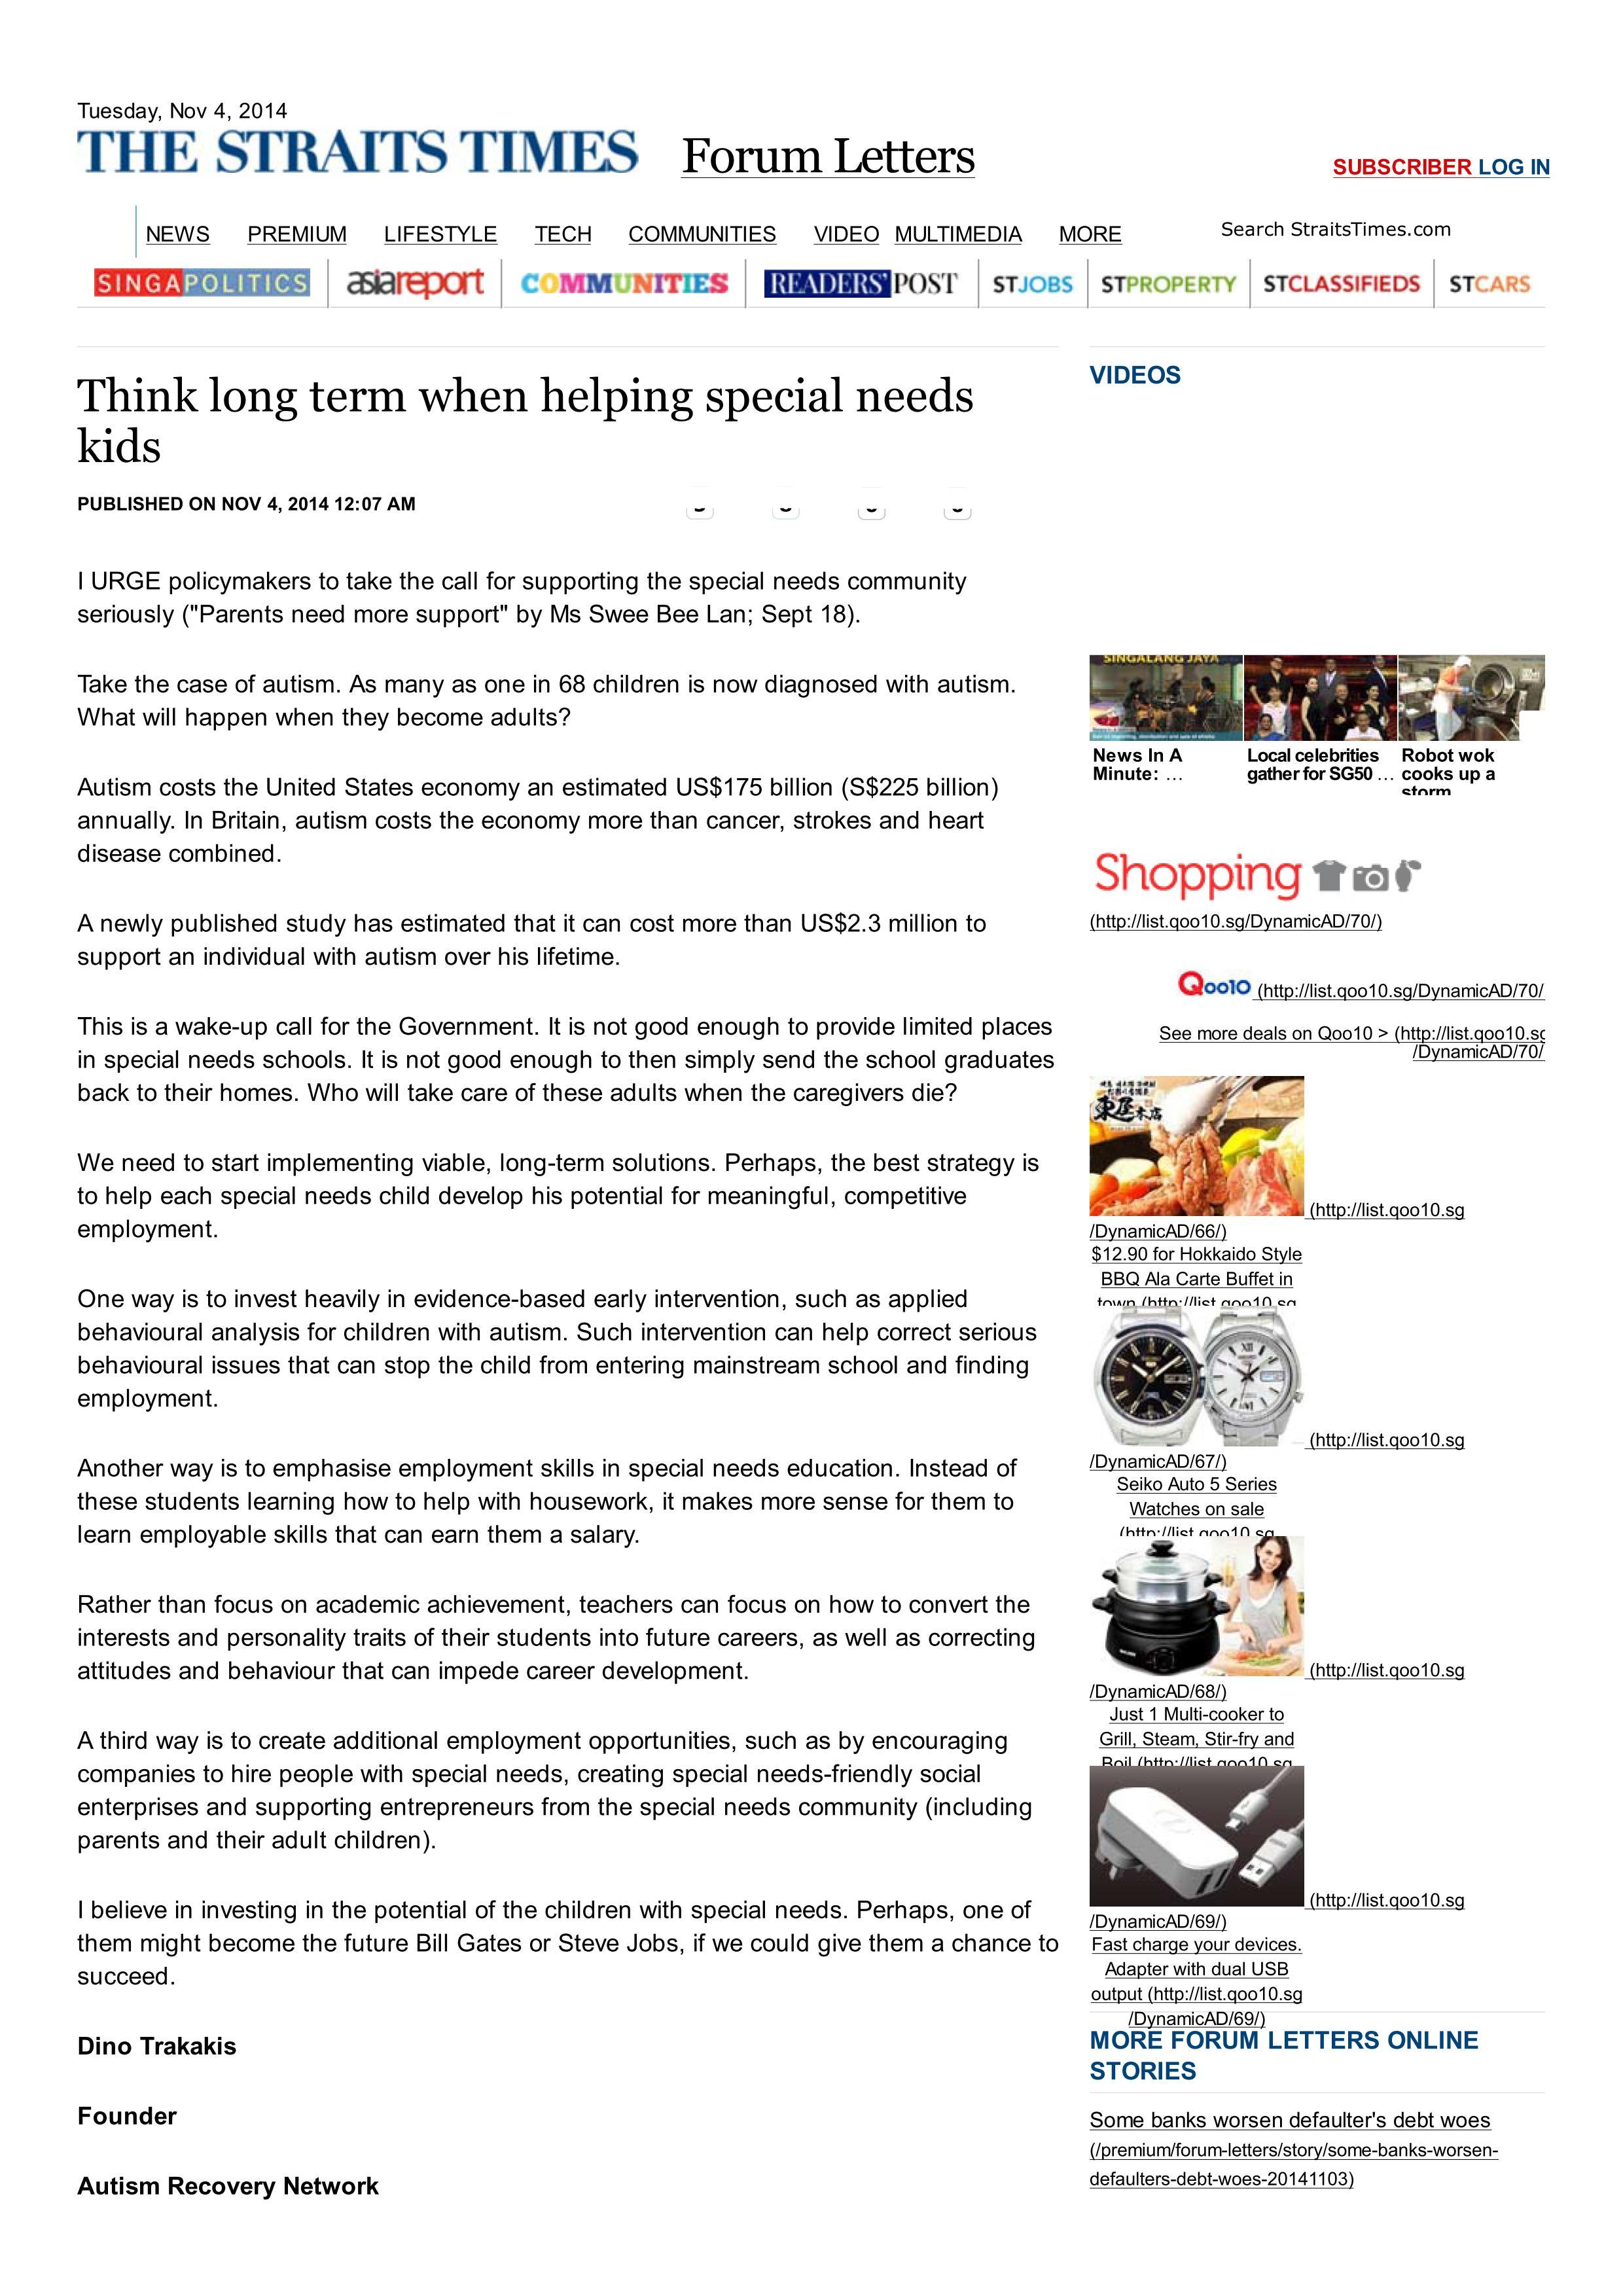 Tuesday, Nov 4, 2014
THE STRAITS TIMES Forum Letters
SUBSCRIBER LOG IN
NEWS PREMIUM LIFESTYLE TECH COMMUNITIES VIDEO MULTIMEDIA MORE
Search StraitsTimes.com
SINGAPOLITICS asiareport COMMUNITIES READERS' POST STJOBS STPROPERTY STCLASSIFIEDS STCARS
Think long term when helping special needs
kids
PUBLISHED ON NOV 4, 2014 12:07 AM
I URGE policymakers to take the call for supporting the special needs community
seriously ("Parents need more support" by Ms Swee Bee Lan; Sept 18).
Take the case of autism. As many as one in 68 children is now diagnosed with autism.
What will happen when they become adults?
Autism costs the United States economy an estimated US$175 billion (S$225 billion)
annually. In Britain, autism costs the economy more than cancer, strokes and heart
disease combined.
A newly published study has estimated that it can cost more than US$2.3 million to
support an individual with autism over his lifetime.
This is a wake-up call for the Government. It is not good enough to provide limited places
in special needs schools. It is not good enough to then simply send the school graduates
back to their homes. Who will take care of these adults when the caregivers die?
We need to start implementing viable, long-term solutions. Perhaps, the best strategy is
to help each special needs child develop his potential for meaningful, competitive
employment.
One way is to invest heavily in evidence-based early intervention, such as applied
behavioural analysis for children with autism. Such intervention can help correct serious
behavioural issues that can stop the child from entering mainstream school and finding
employment.
Another way is to emphasise employment skills in special needs education. Instead of
these students learning how to help with housework, it makes more sense for them to
learn employable skills that can earn them a salary.
Rather than focus on academic achievement, teachers can focus on how to convert the
interests and personality traits of their students into future careers, as well as correcting
attitudes and behaviour that can impede career development.
A third way is to create additional employment opportunities, such as by encouraging
companies to hire people with special needs, creating special needs-friendly social
enterprises and supporting entrepreneurs from the special needs community (including
parents and their adult children).
I believe in investing in the potential of the children with special needs. Perhaps, one of
them might become the future Bill Gates or Steve Jobs, if we could give them a chance to
succeed.
Dino Trakakis
Founder
Autism Recovery Network
VIDEOS
SINGALANG JAYA
News In A
Minute: ...
Local celebrities
gather for SG50 ...
Robot wok
cooks up a
storm
Shopping
(http://list.qoo10.sg/DynamicAD/70/)
Qoo10 (http://list.qoo10.sg/DynamicAD/70/
See more deals on Qoo10 > (http://list.qoo10.sg
/DynamicAD/70/
東屋本店
(http://list.qoo10.sg
/DynamicAD/66/)
$12.90 for Hokkaido Style
BBQ Ala Carte Buffet in
town (http://list.qoo10.sg
(http://list.qoo10.sg
/DynamicAD/67/)
Seiko Auto 5 Series
Watches on sale
(http://list.qoo10.sg
(http://list.qoo10.sg
/DynamicAD/68/)
Just 1 Multi-cooker to
Grill, Steam, Stir-fry and
Boil (http://list.qoo10.sg
(http://list.qoo10.sg
/DynamicAD/69/)
Fast charge your devices.
Adapter with dual USB
output (http://list.qoo10.sg
/DynamicAD/69/)
MORE FORUM LETTERS ONLINE
STORIES
Some banks worsen defaulter's debt woes
(/premium/forum-letters/story/some-banks-worsen-
defaulters-debt-woes-20141103)